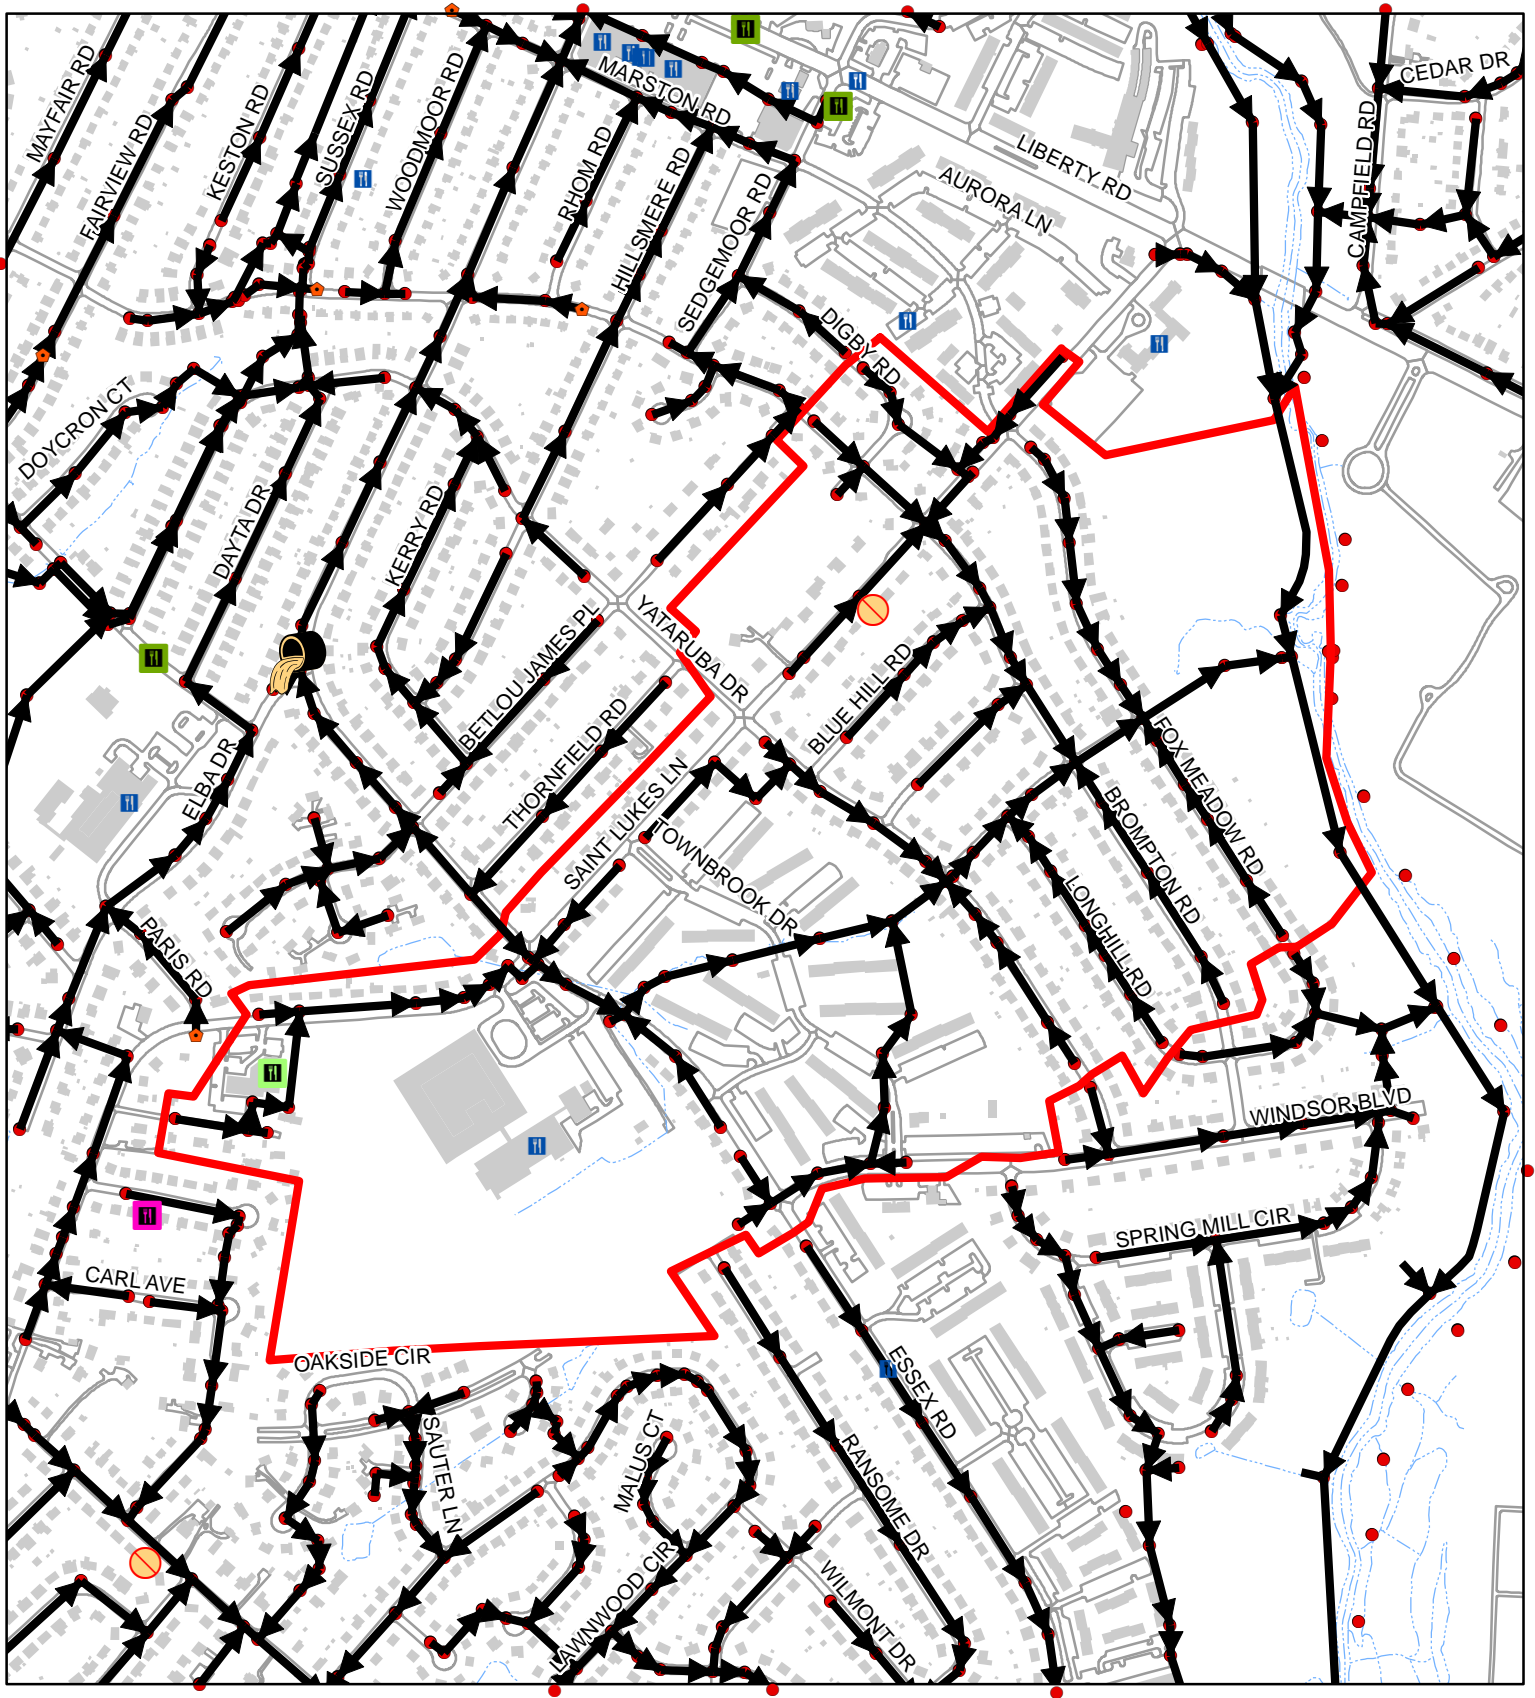 MAYFAIR RD
FAIRVIEW RD
KESTON RD
SUSSEX RD
WOODMOOR RD
MARSTON RD
RHOM RD
HILLSMERE RD
SEDGEMOOR RD
LIBERTY RD
AURORA LN
CAMPFIELD RD
CEDAR DR
DIGBY RD
DOYCRON CT
DAYTA DR
KERRY RD
BETLOU JAMES PL
YATARUBA DR
THORNFIELD RD
BLUE HILL RD
ELBA DR
SAINT LUKES LN
TOWNBROOK DR
FOX MEADOW RD
BROMPTON RD
LONGHILL RD
PARIS RD
WINDSOR BLVD
SPRING MILL CIR
CARL AVE
OAKSIDE CIR
SAUTER LN
MALUS CT
ESSEX RD
RANSOME DR
LAWNWOOD CIR
WILMONT DR